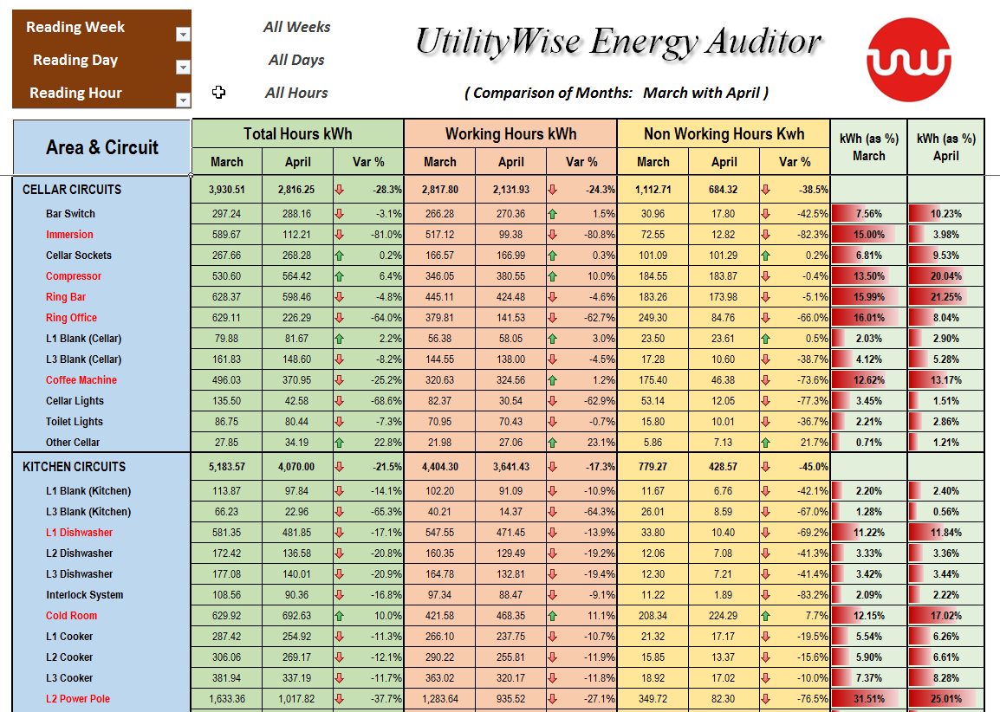 Reading Week All Weeks
UtilityWise Energy Auditor
Reading Day All Days
Reading Hour All Hours ( Comparison of Months: March with April )
uw
Area & Circuit Total Hours kWh Working Hours kWh Non Working Hours Kwh kWh (as %) March kWh (as %) April
March April Var % March April Var % March April Var %
CELLAR CIRCUITS 3,930.51 2,816.25 -28.3% 2,817.80 2,131.93 -24.3% 1,112.71 684.32 -38.5%
Bar Switch 297.24 288.16 -3.1% 266.28 270.36 1.5% 30.96 17.80 -42.5% 7.56% 10.23%
Immersion 589.67 112.21 -81.0% 517.12 99.38 -80.8% 72.55 12.82 -82.3% 15.00% 3.98%
Cellar Sockets 267.66 268.28 0.2% 166.57 166.99 0.3% 101.09 101.29 0.2% 6.81% 9.53%
Compressor 530.60 564.42 6.4% 346.05 380.55 10.0% 184.55 183.87 -0.4% 13.50% 20.04%
Ring Bar 628.37 598.46 -4.8% 445.11 424.48 -4.6% 183.26 173.98 -5.1% 15.99% 21.25%
Ring Office 629.11 226.29 -64.0% 379.81 141.53 -62.7% 249.30 84.76 -66.0% 16.01% 8.04%
L1 Blank (Cellar) 79.88 81.67 2.2% 56.38 58.05 3.0% 23.50 23.61 0.5% 2.03% 2.90%
L3 Blank (Cellar) 161.83 148.60 -8.2% 144.55 138.00 -4.5% 17.28 10.60 -38.7% 4.12% 5.28%
Coffee Machine 496.03 370.95 -25.2% 320.63 324.56 1.2% 175.40 46.38 -73.6% 12.62% 13.17%
Cellar Lights 135.50 42.58 -68.6% 82.37 30.54 -62.9% 53.14 12.05 -77.3% 3.45% 1.51%
Toilet Lights 86.75 80.44 -7.3% 70.95 70.43 -0.7% 15.80 10.01 -36.7% 2.21% 2.86%
Other Cellar 27.85 34.19 22.8% 21.98 27.06 23.1% 5.86 7.13 21.7% 0.71% 1.21%
KITCHEN CIRCUITS 5,183.57 4,070.00 -21.5% 4,404.30 3,641.43 -17.3% 779.27 428.57 -45.0%
L1 Blank (Kitchen) 113.87 97.84 -14.1% 102.20 91.09 -10.9% 11.67 6.76 -42.1% 2.20% 2.40%
L3 Blank (Kitchen) 66.23 22.96 -65.3% 40.21 14.37 -64.3% 26.01 8.59 -67.0% 1.28% 0.56%
L1 Dishwasher 581.35 481.85 -17.1% 547.55 471.45 -13.9% 33.80 10.40 -69.2% 11.22% 11.84%
L2 Dishwasher 172.42 136.58 -20.8% 160.35 129.49 -19.2% 12.06 7.08 -41.3% 3.33% 3.36%
L3 Dishwasher 177.08 140.01 -20.9% 164.78 132.81 -19.4% 12.30 7.21 -41.4% 3.42% 3.44%
Interlock System 108.56 90.36 -16.8% 97.34 88.47 -9.1% 11.22 1.89 -83.2% 2.09% 2.22%
Cold Room 629.92 692.63 10.0% 421.58 468.35 11.1% 208.34 224.29 7.7% 12.15% 17.02%
L1 Cooker 287.42 254.92 -11.3% 266.10 237.75 -10.7% 21.32 17.17 -19.5% 5.54% 6.26%
L2 Cooker 306.06 269.17 -12.1% 290.22 255.81 -11.9% 15.85 13.37 -15.6% 5.90% 6.61%
L3 Cooker 381.94 337.19 -11.7% 363.02 320.17 -11.8% 18.92 17.02 -10.0% 7.37% 8.28%
L2 Power Pole 1,633.36 1,017.82 -37.7% 1,283.64 935.52 -27.1% 349.72 82.30 -76.5% 31.51% 25.01%